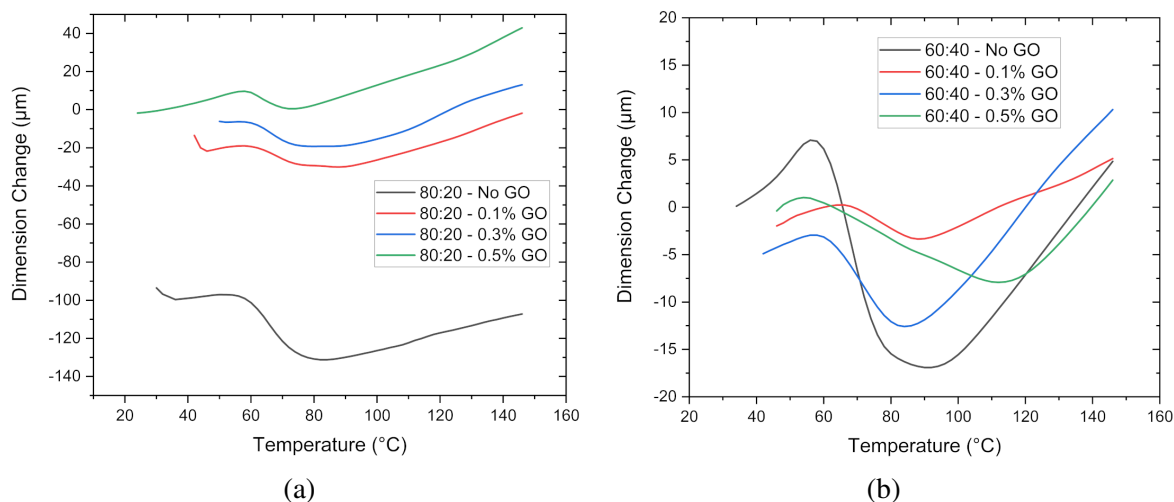 40
20
0
-20
-40
-60
-80
-100
-120
-140
Dimension Change (µm)
80:20 - No GO
80:20 - 0.1% GO
80:20 - 0.3% GO
80:20 - 0.5% GO
20 40 60 80 100 120 140 160
Temperature (°C)
(a)
20
15
10
5
0
-5
-10
-15
-20
Dimension Change (µm)
60:40 - No GO
60:40 - 0.1% GO
60:40 - 0.3% GO
60:40 - 0.5% GO
20 40 60 80 100 120 140 160
Temperature (°C)
(b)